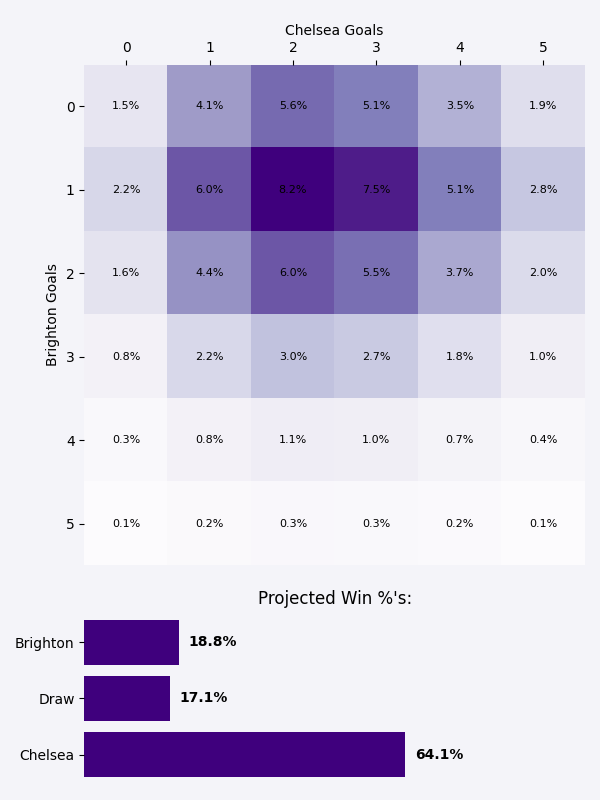 Chelsea Goals
0 1 2 3 4 5
0 1.5% 4.1% 5.6% 5.1% 3.5% 1.9%
1 2.2% 6.0% 8.2% 7.5% 5.1% 2.8%
2 1.6% 4.4% 6.0% 5.5% 3.7% 2.0%
3 0.8% 2.2% 3.0% 2.7% 1.8% 1.0%
4 0.3% 0.8% 1.1% 1.0% 0.7% 0.4%
5 0.1% 0.2% 0.3% 0.3% 0.2% 0.1%
Brighton Goals
Projected Win %'s:
Brighton 18.8%
Draw 17.1%
Chelsea 64.1%